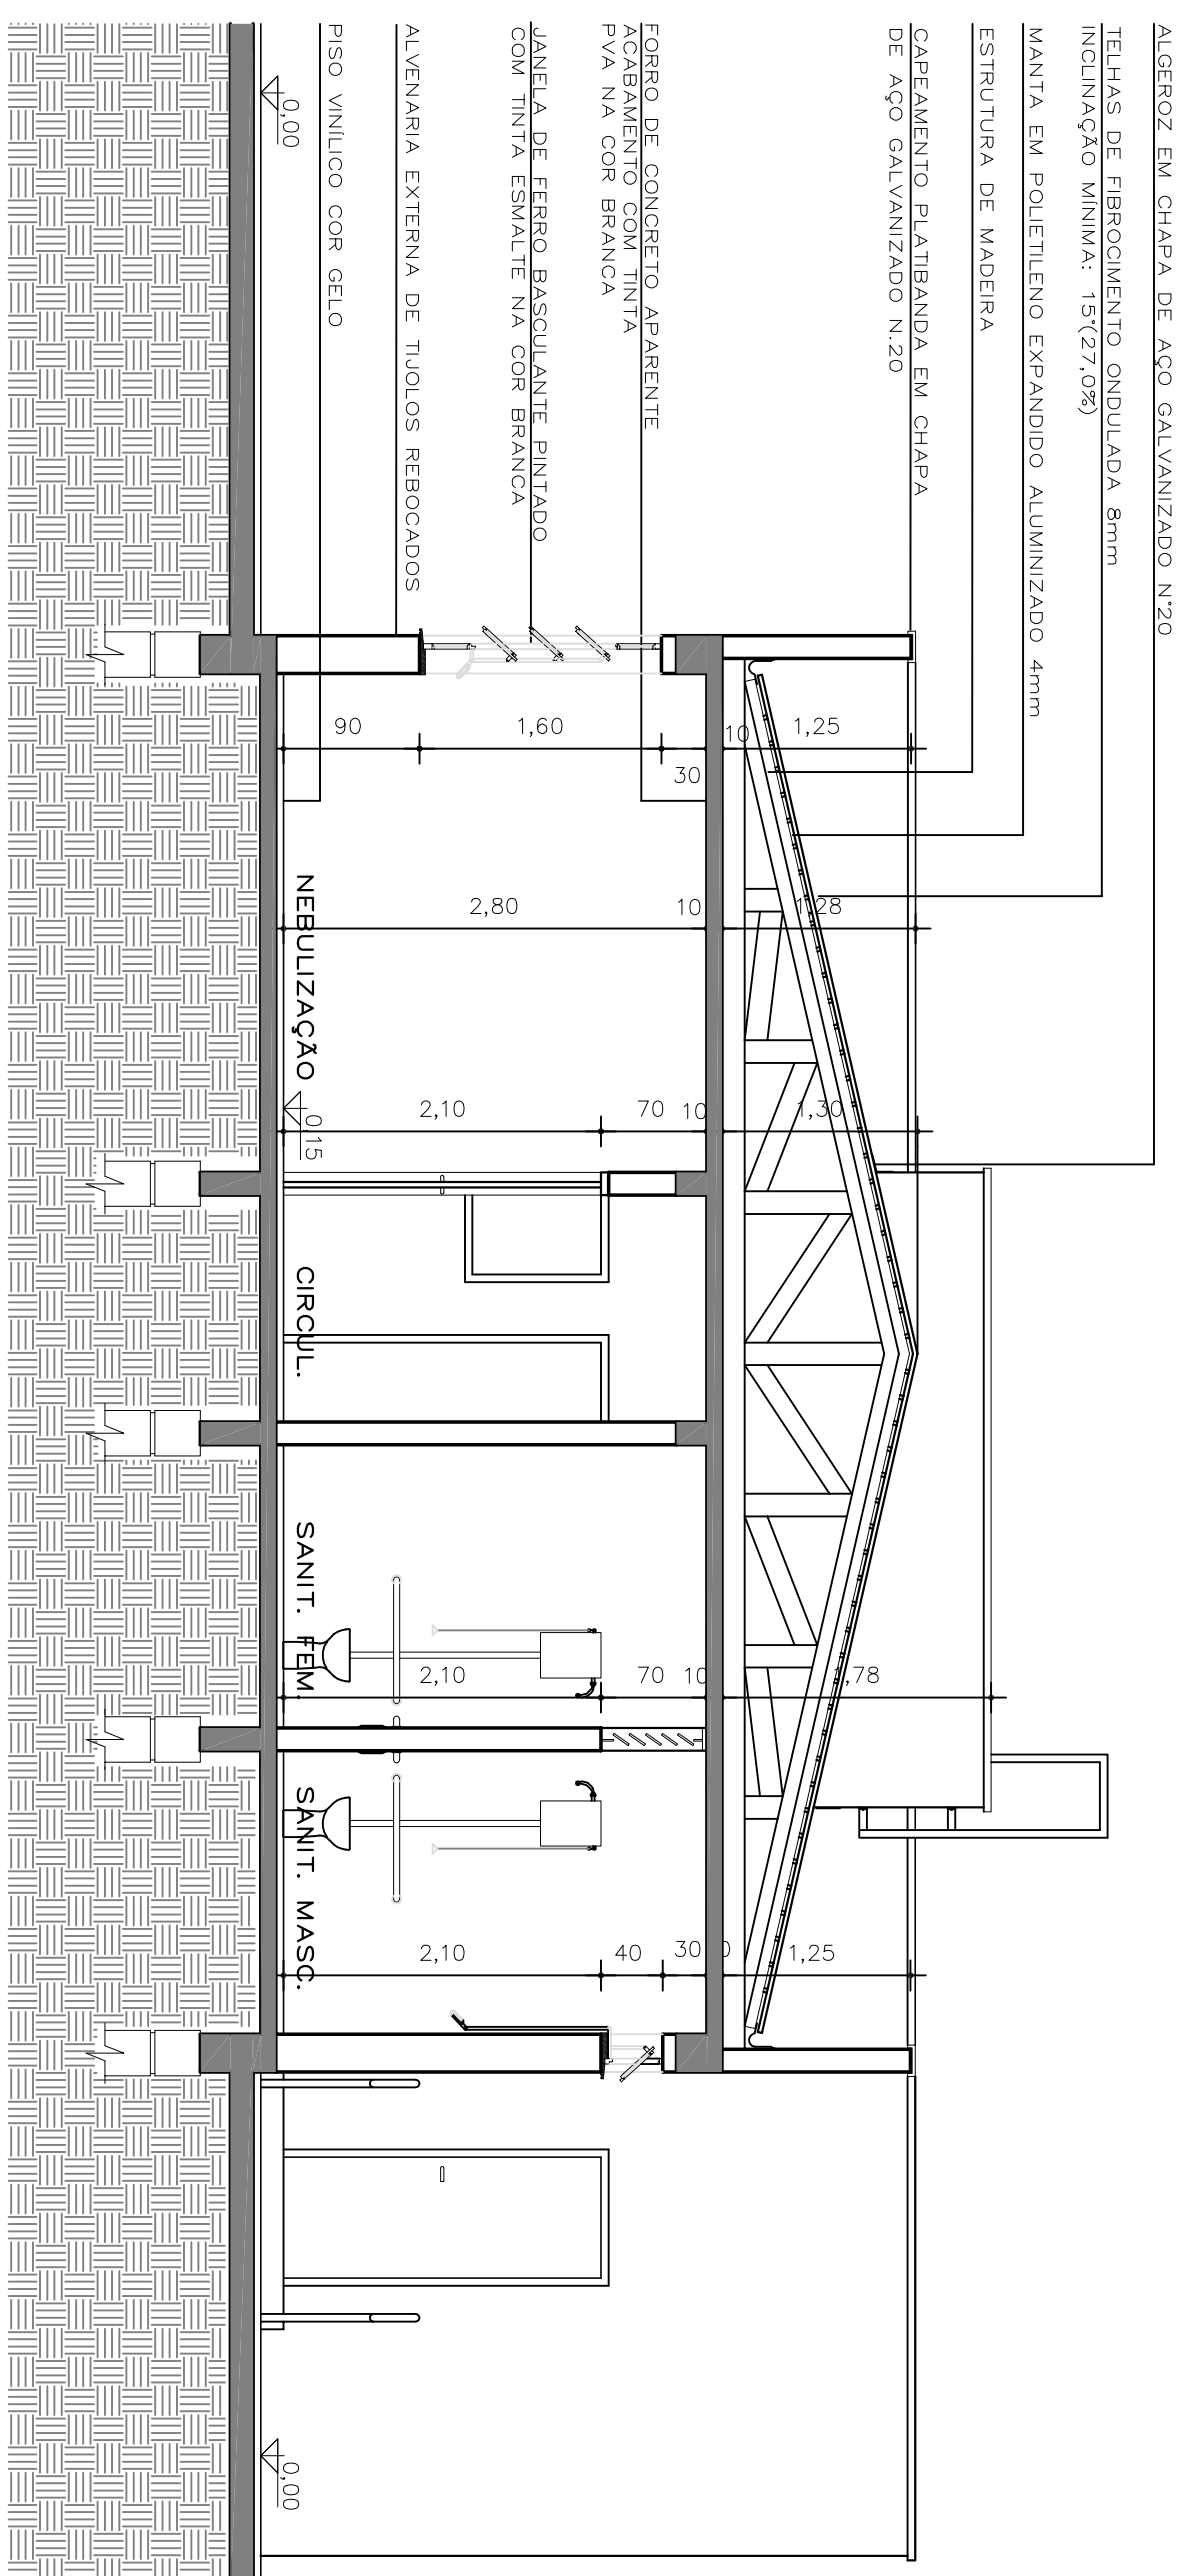 ALGEROZ EM CHAPA DE AÇO GALVANIZADO N°20
TELHAS DE FIBROCIMENTO ONDULADA 8mm
INCLINAÇÃO MÍNIMA: 15°(27,0%)
MANTA EM POLIETILENO EXPANDIDO ALUMINIZADO 4mm
ESTRUTURA DE MADEIRA
CAPEAMENTO PLATIBANDA EM CHAPA
DE AÇO GALVANIZADO N.20
FORRO DE CONCRETO APARENTE
ACABAMENTO COM TINTA
PVA NA COR BRANCA
JANELA DE FERRO BASCULANTE PINTADO
COM TINTA ESMALTE NA COR BRANCA
ALVENARIA EXTERNA DE TIJOLOS REBOCADOS
PISO VINÍLICO COR GELO
0,00
90
1,60
30
10
1,25
2,80
10
1,28
NEBULIZAÇÃO
0,15
2,10
70
10
1,30
CIRCUL.
SANIT. FEM.
2,10
70
10
1,78
SANIT. MASC.
2,10
40
30
1,25
0,00